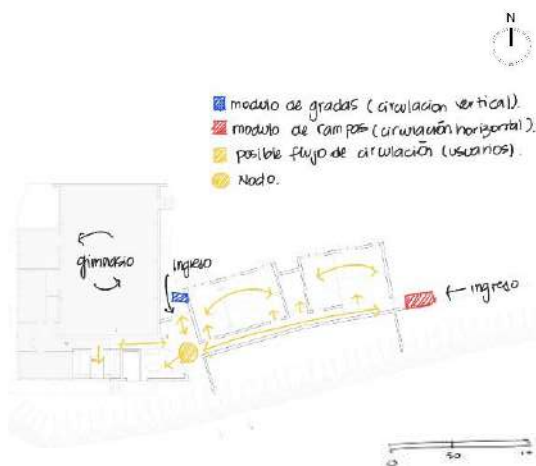 N
modulo de gradas (circulacion vertical).
modulo de rampas (circulación horizontal).
posible flujo de circulación (usuarios).
Nodo.
gimnasio
ingreso
← ingreso
0 50 10